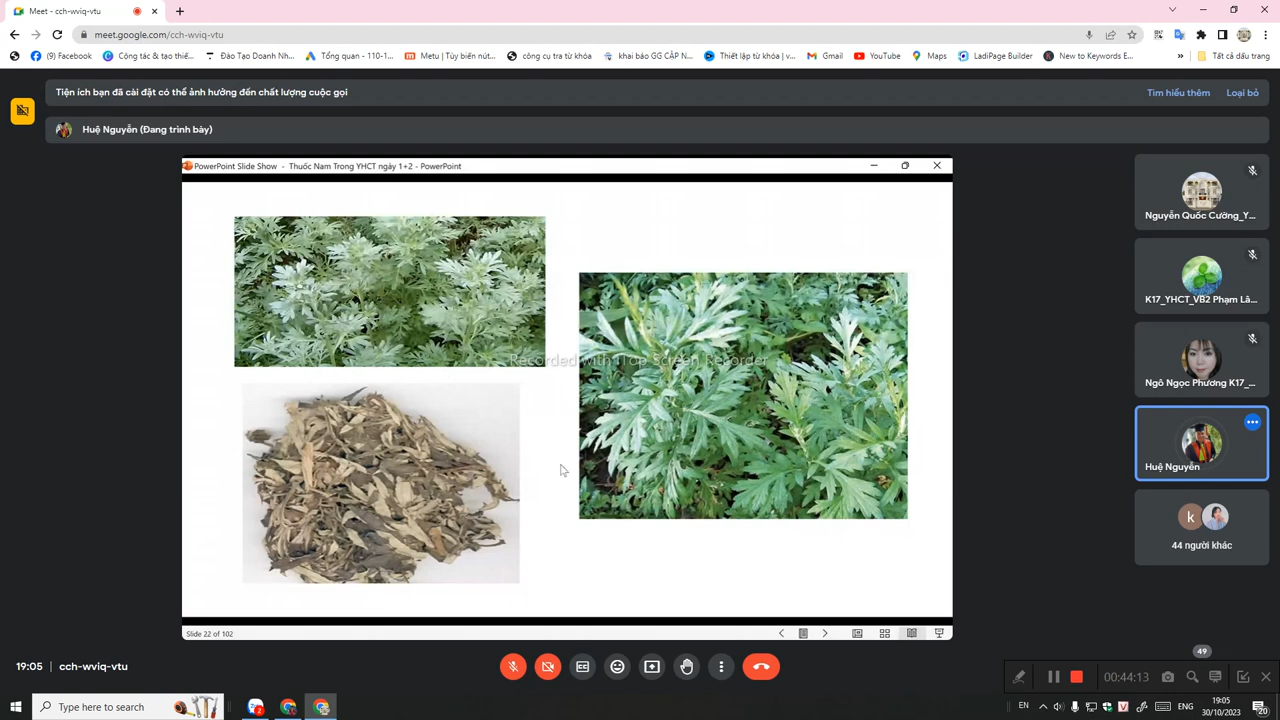 Meet - cch-wviq-vtu
meet.google.com/cch-wviq-vtu
(3) Facebook
Công cụ & tạo thiế...
Đào Tạo Doanh Nh...
Tổng quan - 110-1...
Metu | Tùy biến nút...
công cụ tra từ khóa
khai báo GG CẬP N...
Thiết lập từ khóa | v...
Gmail
YouTube
Maps
LadiPage Builder
New to Keywords E...
»
Tất cả dấu trang
Tiện ích bạn đã cài đặt có thể ảnh hưởng đến chất lượng cuộc gọi
Tìm hiểu thêm
Loại bỏ
Huệ Nguyễn (Đang trình bày)
PowerPoint Slide Show - Thuốc Nam Trong YHCT ngày 1+2 - PowerPoint
Recorded with iTop Screen Recorder
Slide 22 of 102
Nguyễn Quốc Cường_Y...
K17_YHCT_VB2 Phạm Lâ...
Ngô Ngọc Phương K17_...
Huệ Nguyễn
k
44 người khác
49
19:05
cch-wviq-vtu
00:44:13
Type here to search
2
EN
V
ENG
19:05
30/10/2023
20